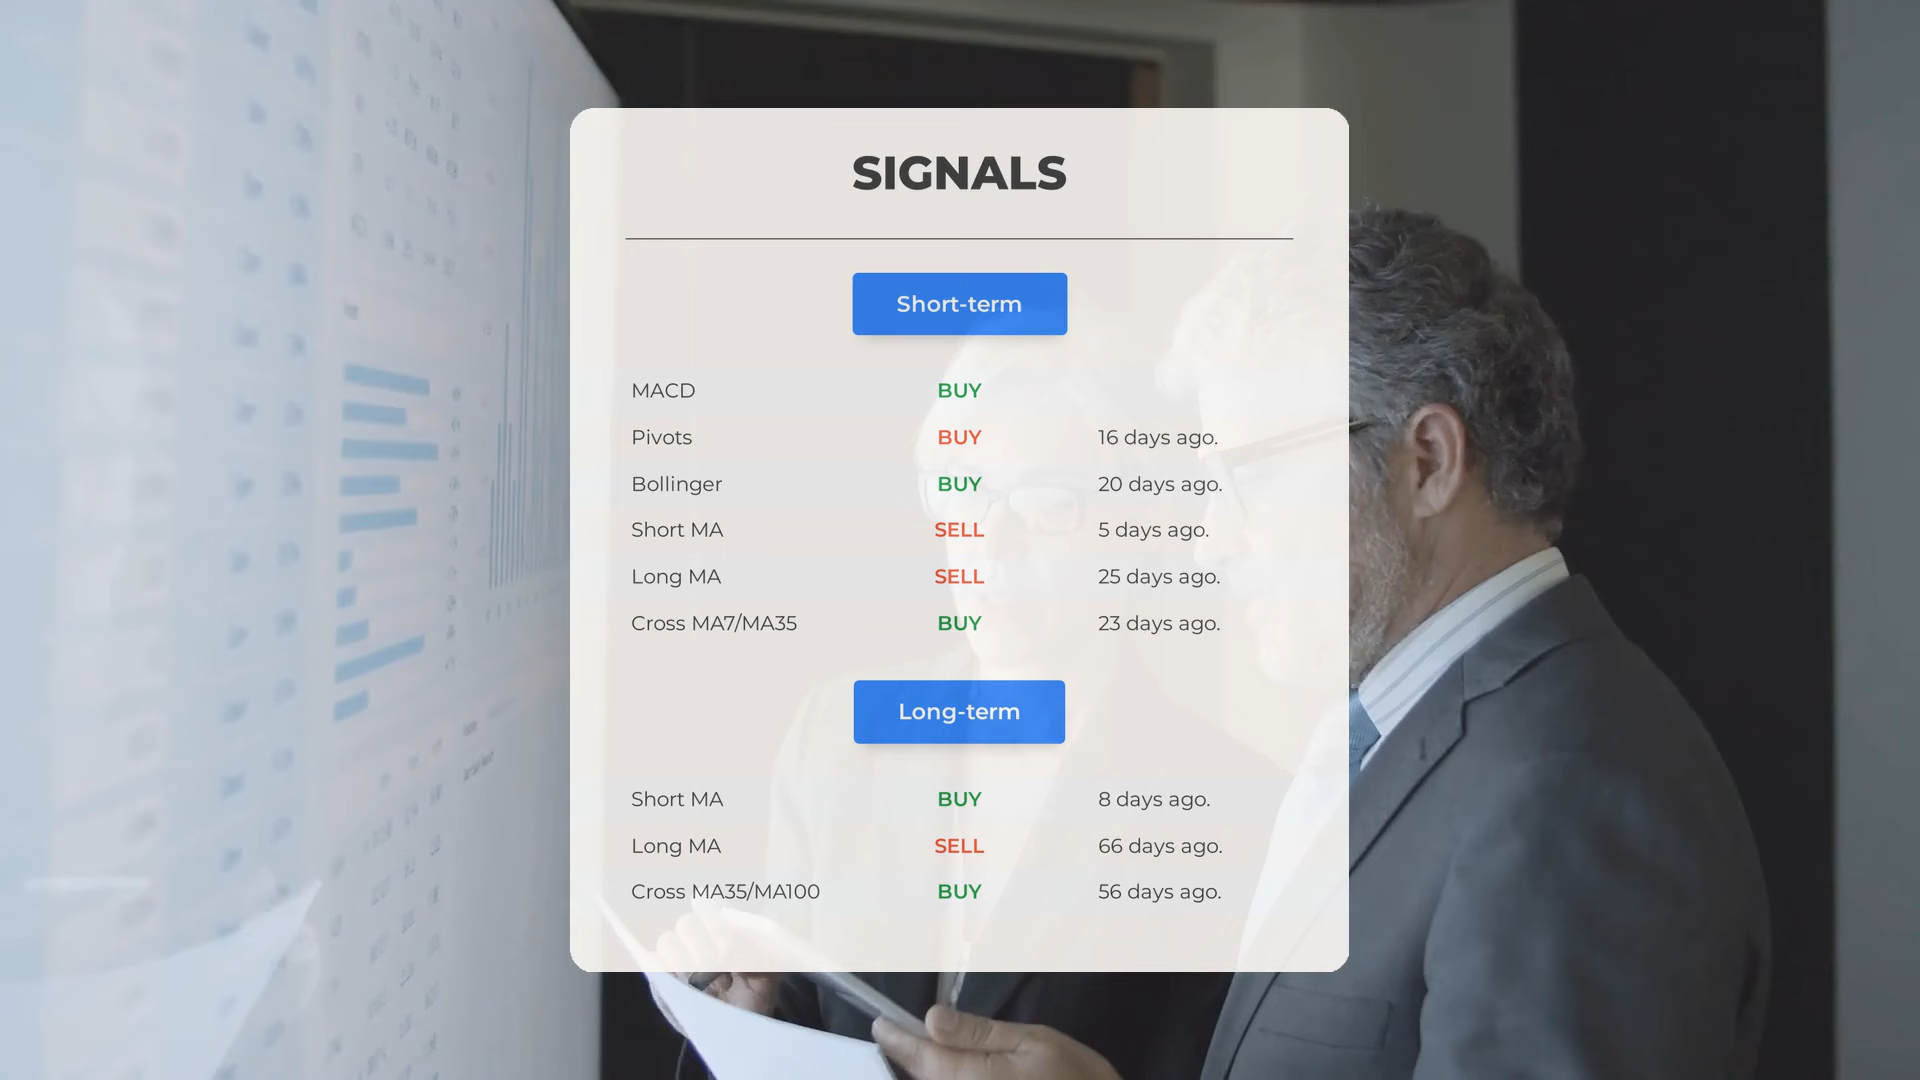 SIGNALS
Short-term
MACD BUY
Pivots BUY 16 days ago.
Bollinger BUY 20 days ago.
Short MA SELL 5 days ago.
Long MA SELL 25 days ago.
Cross MA7/MA35 BUY 23 days ago.
Long-term
Short MA BUY 8 days ago.
Long MA SELL 66 days ago.
Cross MA35/MA100 BUY 56 days ago.